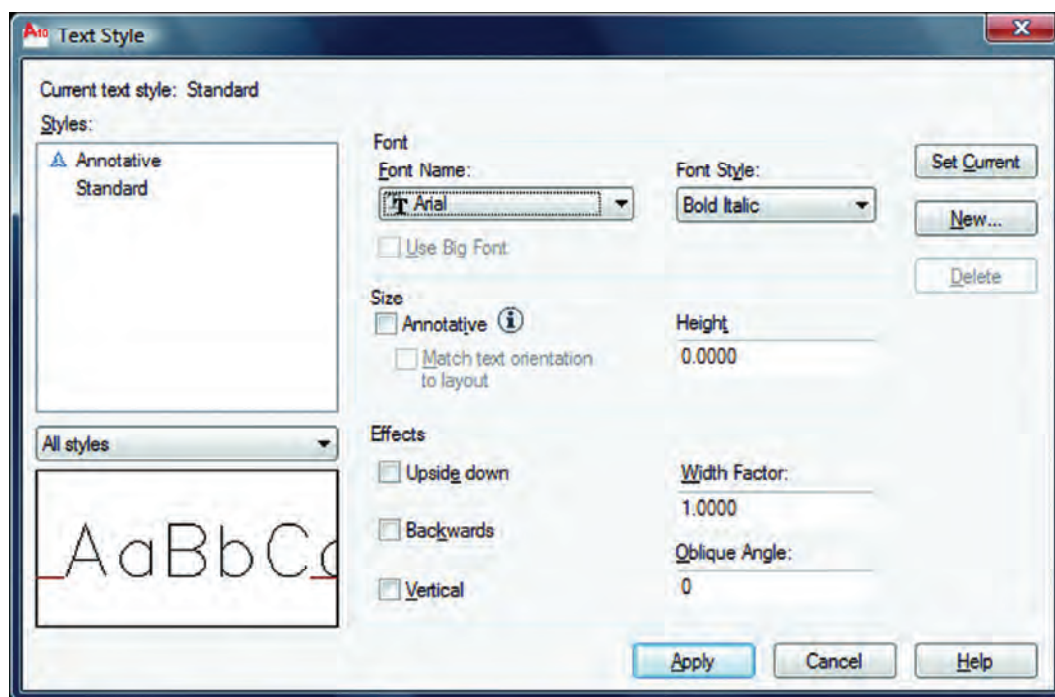 A10 Text Style
Current text style: Standard
Styles:
Annotative
Standard
All styles
AaBbC
Font
Font Name:
Arial
Use Big Font
Font Style:
Bold Italic
Size
Annotative
Match text orientation
to layout
Height
0.0000
Effects
Upside down
Backwards
Vertical
Width Factor:
1.0000
Oblique Angle:
0
Set Current
New...
Delete
Apply
Cancel
Help